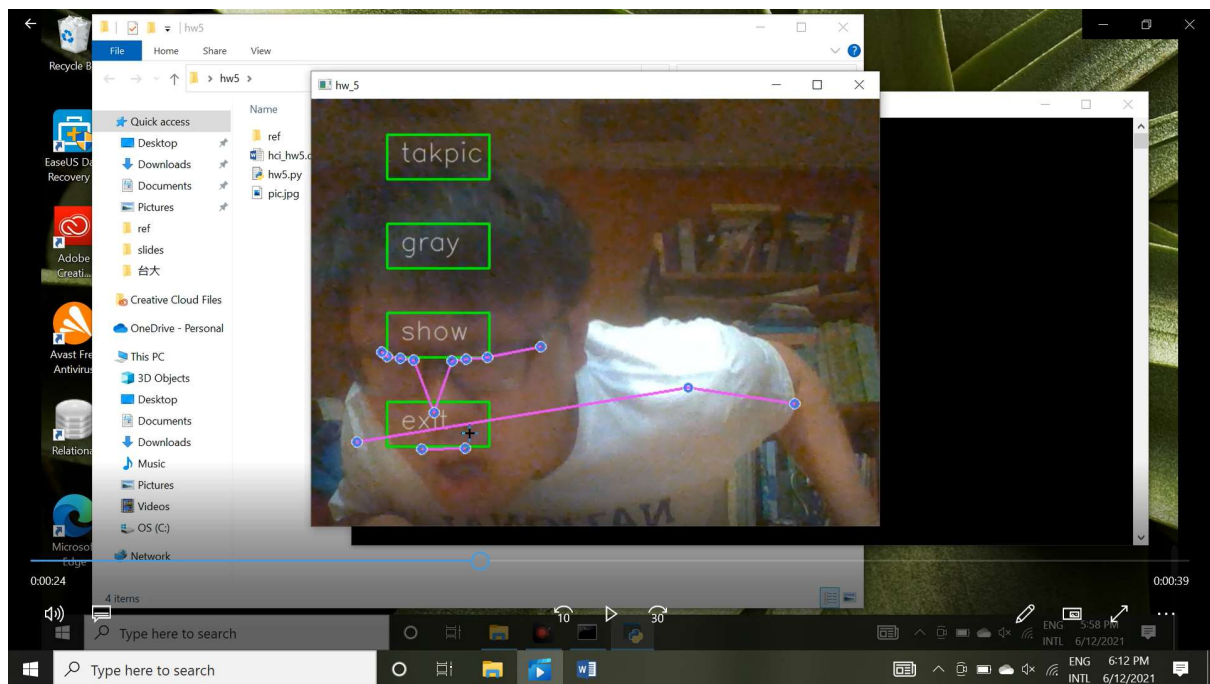 hw5
File Home Share View
Recycle B
hw5
hw_5
Name
Quick access
Desktop
Downloads
Documents
Pictures
ref
slides
台大
Creative Cloud Files
OneDrive - Personal
This PC
3D Objects
Desktop
Documents
Downloads
Music
Pictures
Videos
OS (C:)
Network
4 items
ref
hci_hw5.
hw5.py
pic.jpg
EaseUS Da
Recovery
Adobe
Creati...
Avast Fre
Antiviru
Relation
Microsof
Edge
takpic
gray
show
exit
0:00:24
0:00:39
10
30
Type here to search
ENG 5:58 PM
INTL 6/12/2021
Type here to search
ENG 6:12 PM
INTL 6/12/2021